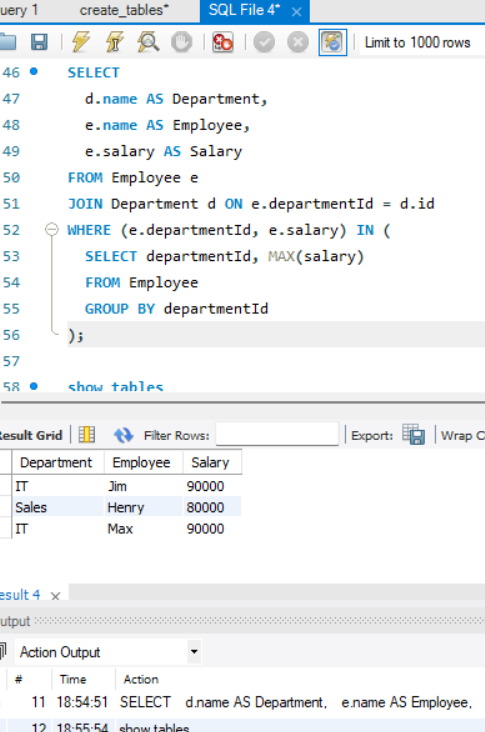 uery 1 create_tables* SQL File 4* ×
Limit to 1000 rows
46 SELECT
47 d.name AS Department,
48 e.name AS Employee,
49 e.salary AS Salary
50 FROM Employee e
51 JOIN Department d ON e.departmentId = d.id
52 WHERE (e.departmentId, e.salary) IN (
53 SELECT departmentId, MAX(salary)
54 FROM Employee
55 GROUP BY departmentId
56 );
57
58 show tables
Result Grid Filter Rows: Export: Wrap C
Department Employee Salary
IT Jim 90000
Sales Henry 80000
IT Max 90000
esult 4 ×
utput
Action Output
# Time Action
11 18:54:51 SELECT d.name AS Department, e.name AS Employee,
12 18:55:54 show tables